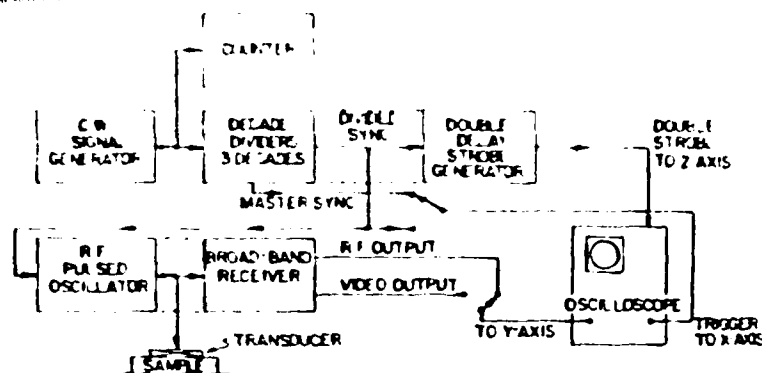 COUNTER
C W
SIGNAL
GENERATOR
DECADE
DIVIDERS
3 DECADES
DIVIDED
SYNC
DOUBLE
DELAY
STROBE
GENERATOR
DOUBLE
STROBE
TO Z AXIS
MASTER SYNC
R F
PULSED
OSCILLATOR
BROAD-BAND
RECEIVER
R F OUTPUT
VIDEO OUTPUT
OSCILLOSCOPE
TO Y-AXIS
TRIGGER
TO X AXIS
TRANSDUCER
SAMPLE